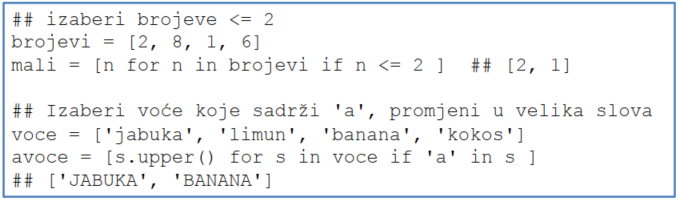 ## izaberi brojeve <= 2
brojevi = [2, 8, 1, 6]
mali = [n for n in brojevi if n <= 2 ]  ## [2, 1]

## Izaberi voće koje sadrži 'a', promjeni u velika slova
voce = ['jabuka', 'limun', 'banana', 'kokos']
avoce = [s.upper() for s in voce if 'a' in s ]
## ['JABUKA', 'BANANA']